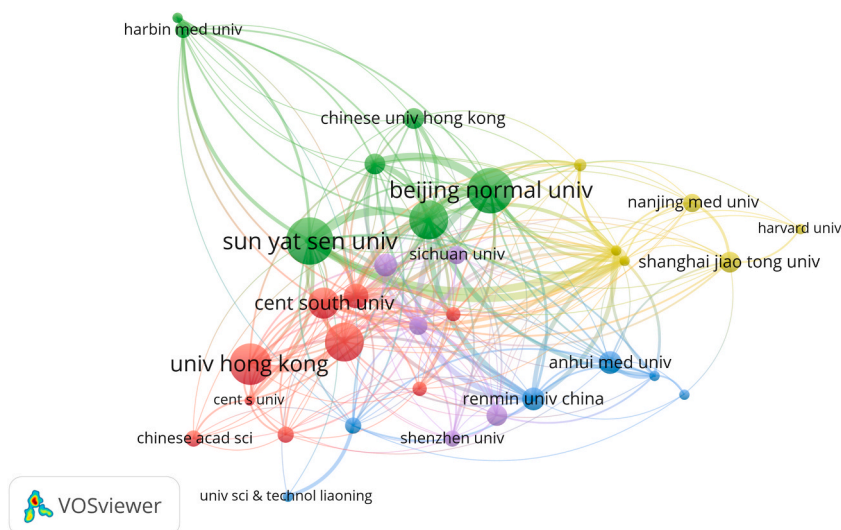 harbin med univ
chinese univ hong kong
beijing normal univ
nanjing med univ
harvard univ
sun yat sen univ
sichuan univ
shanghai jiao tong univ
cent south univ
univ hong kong
anhui med univ
cent s univ
renmin univ china
chinese acad sci
shenzhen univ
univ sci & technol liaoning
VOSviewer